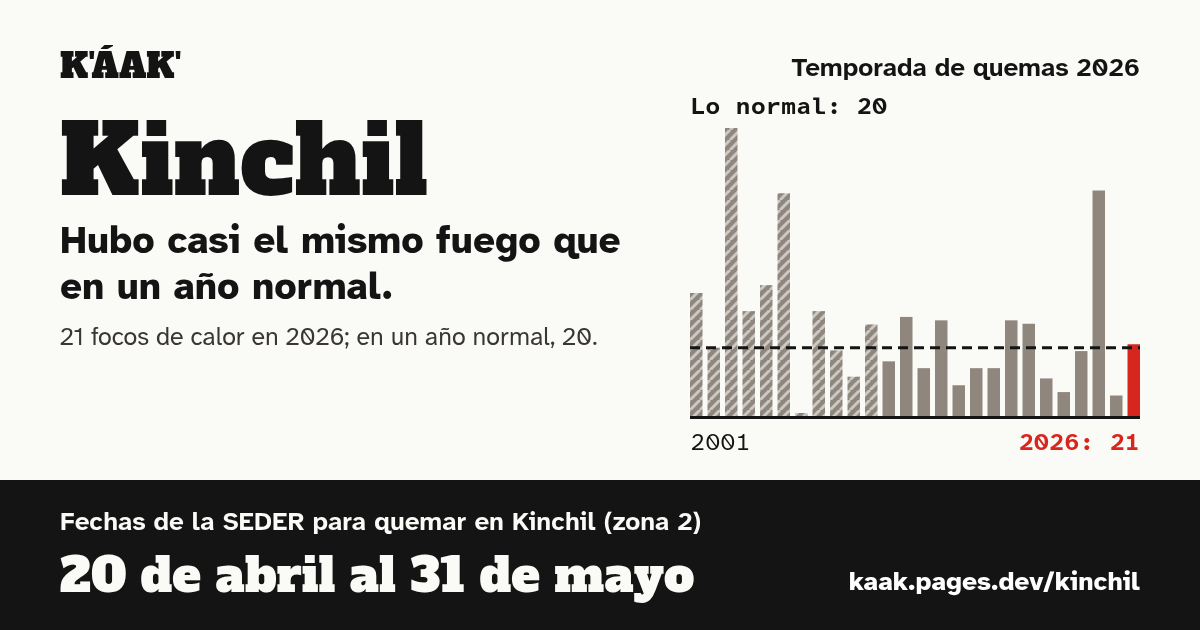 K'ÁAK'
Kinchil
Hubo casi el mismo fuego que
en un año normal.
21 focos de calor en 2026; en un año normal, 20.
Temporada de quemas 2026
Lo normal: 20
2001
2026: 21
Fechas de la SEDER para quemar en Kinchil (zona 2)
20 de abril al 31 de mayo
kaak.pages.dev/kinchil